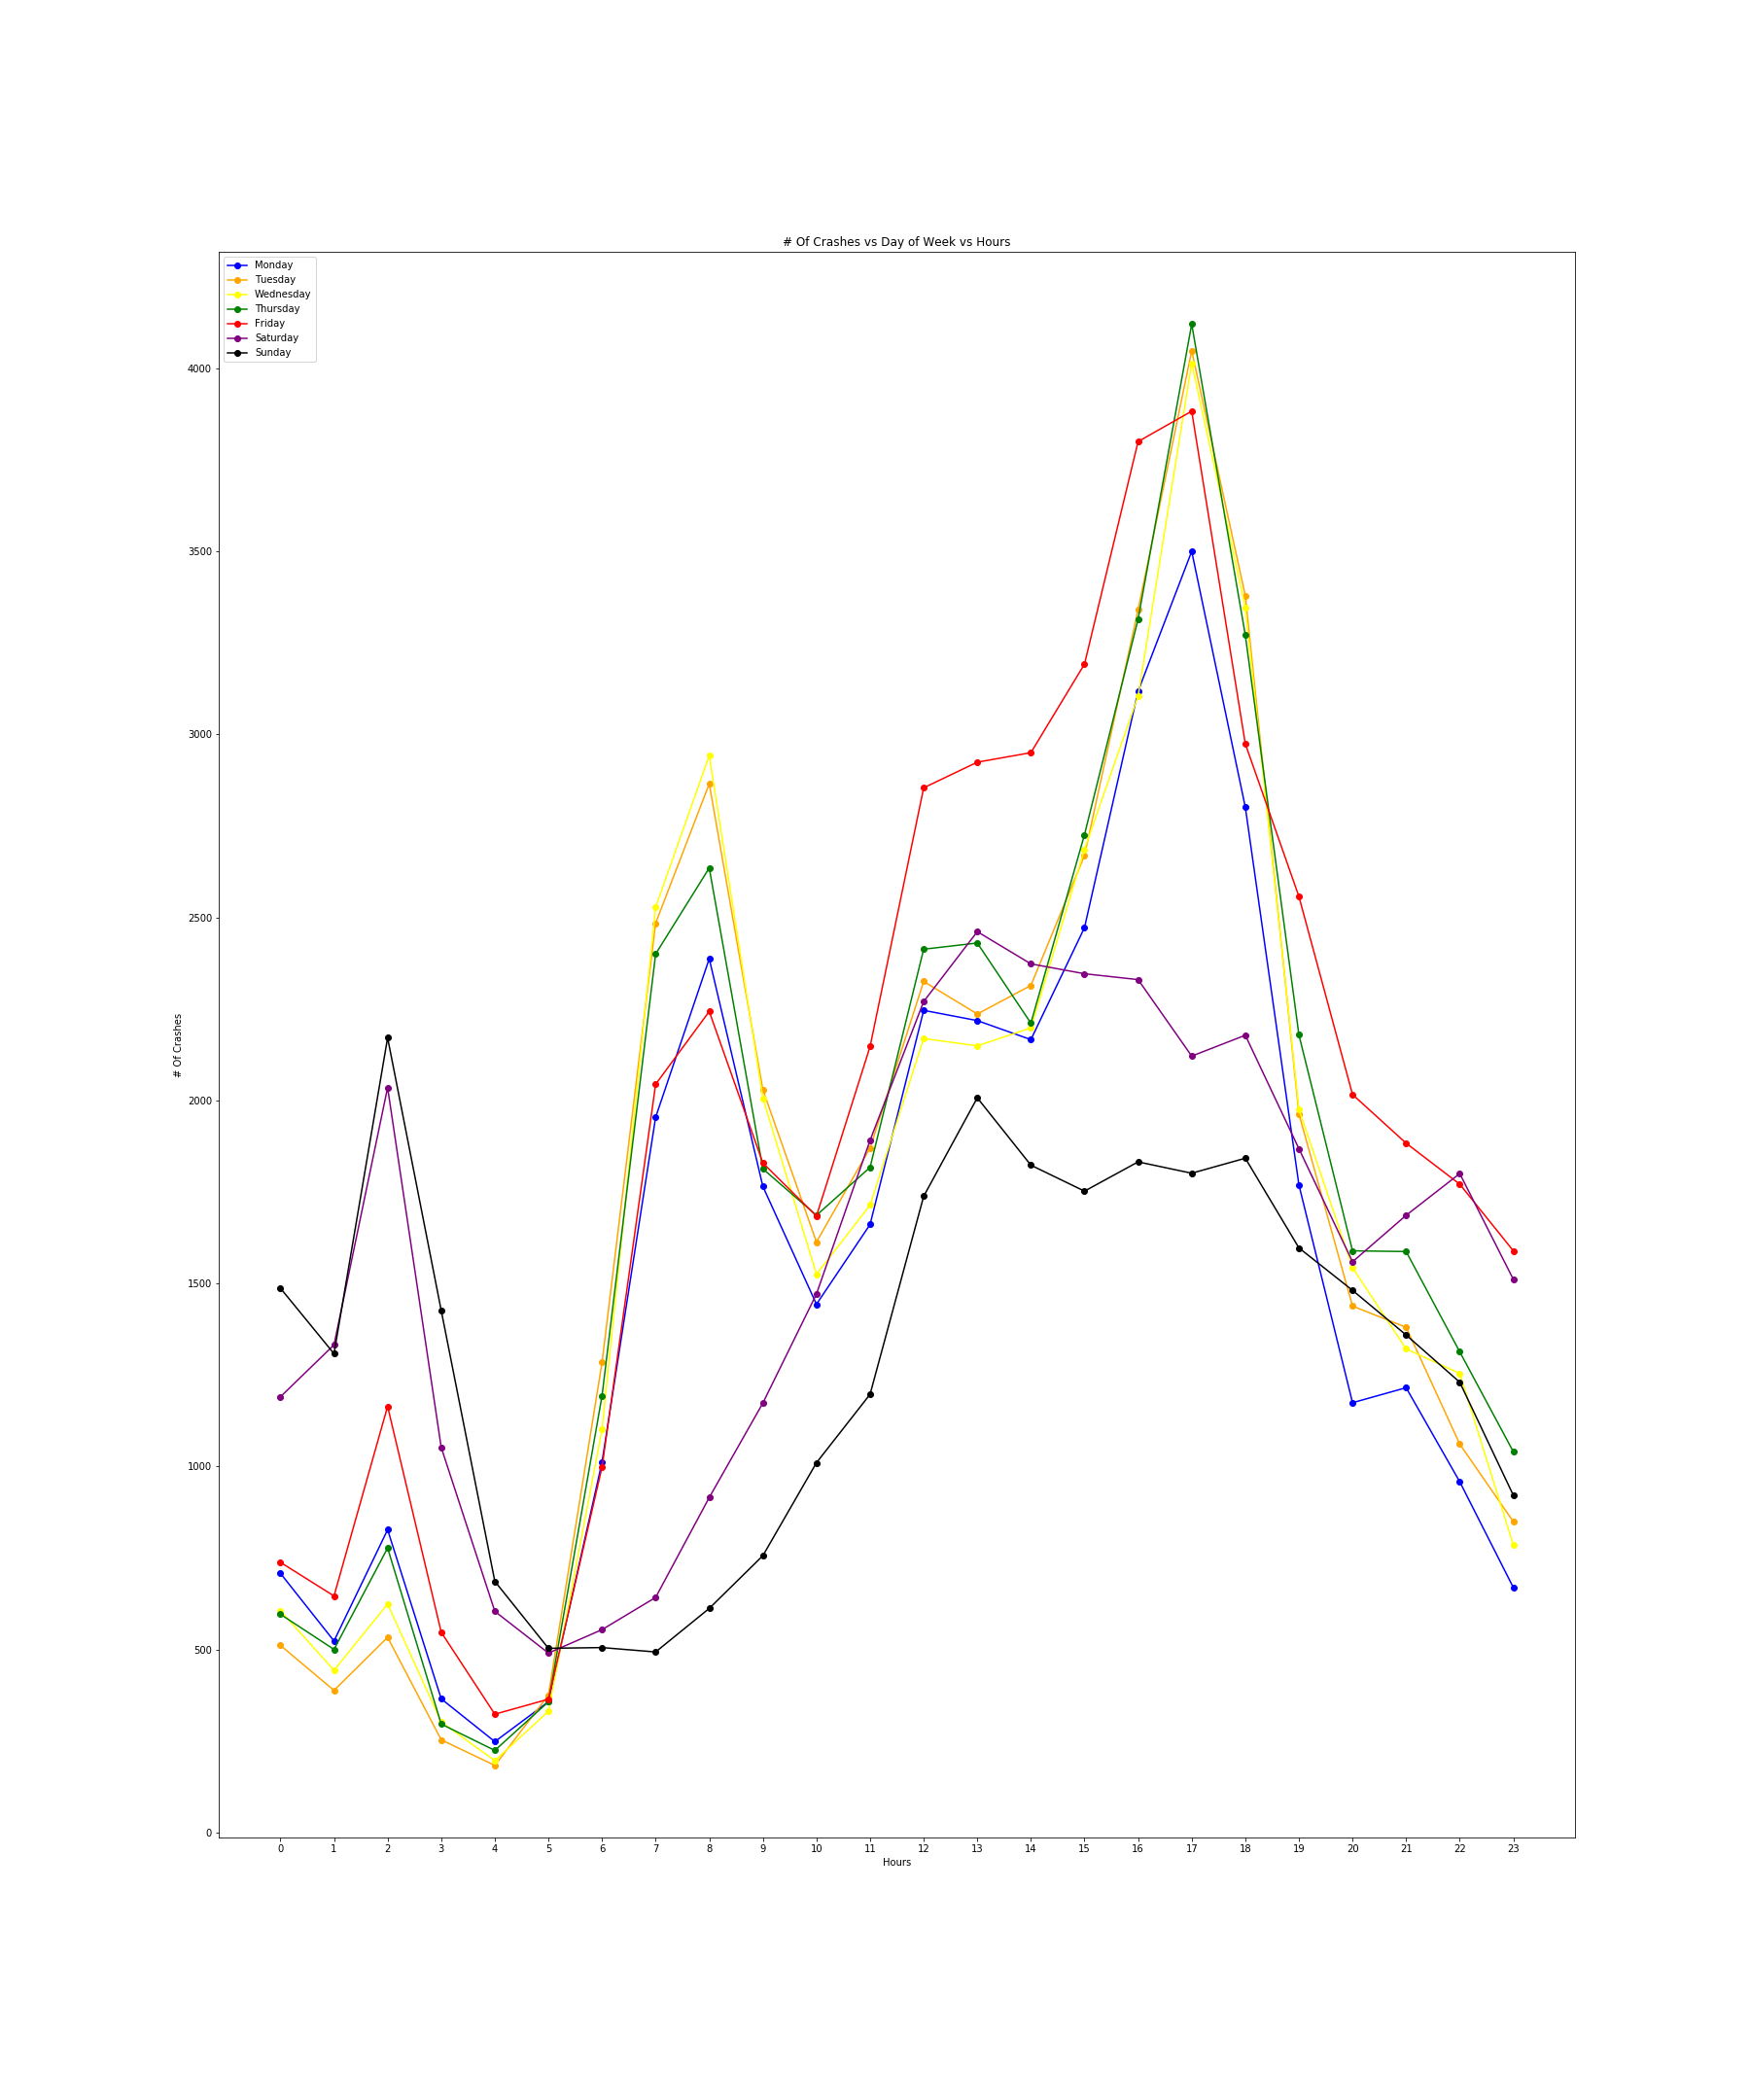 # Of Crashes vs Day of Week vs Hours
Monday
Tuesday
Wednesday
Thursday
Friday
Saturday
Sunday
4000
3500
3000
2500
2000
1500
1000
500
0
# Of Crashes
0 1 2 3 4 5 6 7 8 9 10 11 12 13 14 15 16 17 18 19 20 21 22 23
Hours